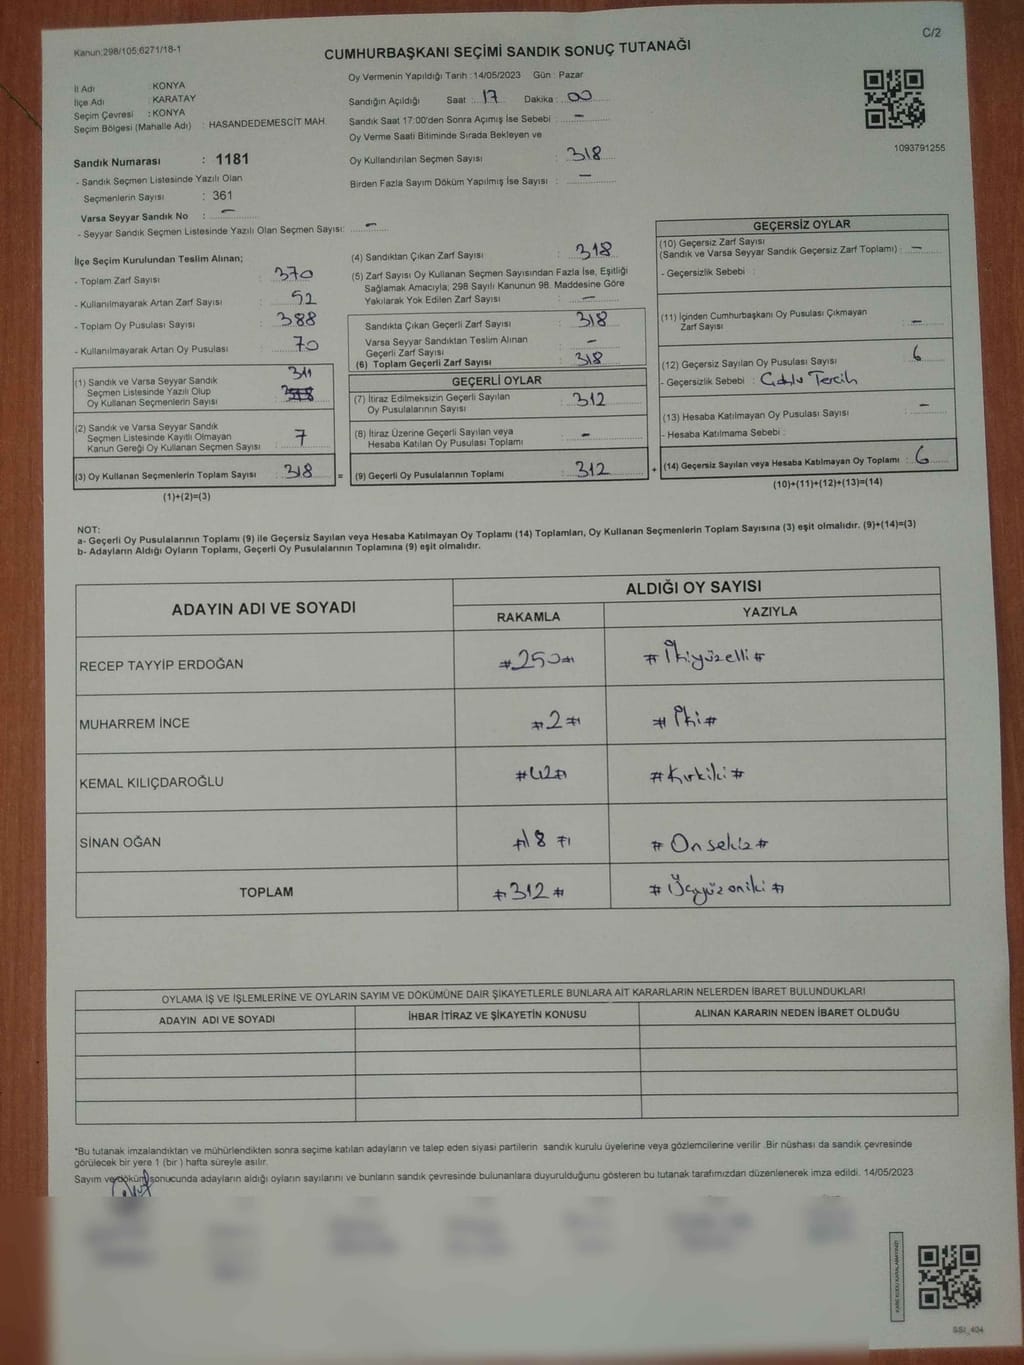 Kanun:298/105;6271/18-1
C/2
CUMHURBAŞKANI SEÇİMİ SANDIK SONUÇ TUTANAĞI
İl Adı : KONYA
İlçe Adı : KARATAY
Seçim Çevresi : KONYA
Seçim Bölgesi (Mahalle Adı) : HASANDEDEMESCİT MAH.
Sandık Numarası : 1181
- Sandık Seçmen Listesinde Yazılı Olan
Seçmenlerin Sayısı : 361
Varsa Seyyar Sandık No : -
- Seyyar Sandık Seçmen Listesinde Yazılı Olan Seçmen Sayısı: -
Oy Vermenin Yapıldığı Tarih :14/05/2023 Gün : Pazar
Sandığın Açıldığı Saat : 17 Dakika : 00
Sandık Saat 17:00'den Sonra Açımış İse Sebebi : -
Oy Verme Saati Bitiminde Sırada Bekleyen ve
Oy Kullandırılan Seçmen Sayısı : 318
Birden Fazla Sayım Döküm Yapılmış İse Sayısı : -
1093791255
İlçe Seçim Kurulundan Teslim Alınan;
- Toplam Zarf Sayısı : 370
- Kullanılmayarak Artan Zarf Sayısı : 52
- Toplam Oy Pusulası Sayısı : 388
- Kullanılmayarak Artan Oy Pusulası : 70
(1) Sandık ve Varsa Seyyar Sandık
Seçmen Listesinde Yazılı Olup
Oy Kullanan Seçmenlerin Sayısı : 311
(2) Sandık ve Varsa Seyyar Sandık
Seçmen Listesinde Kayıtlı Olmayan
Kanun Gereği Oy Kullanan Seçmen Sayısı : 7
(3) Oy Kullanan Seçmenlerin Toplam Sayısı : 318
(1)+(2)=(3)
(4) Sandıktan Çıkan Zarf Sayısı : 318
(5) Zarf Sayısı Oy Kullanan Seçmen Sayısından Fazla İse, Eşitliği
Sağlamak Amacıyla; 298 Sayılı Kanunun 98. Maddesine Göre
Yakılarak Yok Edilen Zarf Sayısı : -
Sandıkta Çıkan Geçerli Zarf Sayısı : 318
Varsa Seyyar Sandıktan Teslim Alınan
Geçerli Zarf Sayısı : -
(6) Toplam Geçerli Zarf Sayısı : 318
GEÇERLİ OYLAR
(7) İtiraz Edilmeksizin Geçerli Sayılan
Oy Pusulalarının Sayısı : 312
(8) İtiraz Üzerine Geçerli Sayılan veya
Hesaba Katılan Oy Pusulası Toplamı : -
= (9) Geçerli Oy Pusulalarının Toplamı : 312
GEÇERSİZ OYLAR
(10) Geçersiz Zarf Sayısı
(Sandık ve Varsa Seyyar Sandık Geçersiz Zarf Toplamı) : -
- Geçersizlik Sebebi :
(11) İçinden Cumhurbaşkanı Oy Pusulası Çıkmayan
Zarf Sayısı : -
(12) Geçersiz Sayılan Oy Pusulası Sayısı : 6
- Geçersizlik Sebebi : Çoklu Tercih
(13) Hesaba Katılmayan Oy Pusulası Sayısı : -
- Hesaba Katılmama Sebebi :
+ (14) Geçersiz Sayılan veya Hesaba Katılmayan Oy Toplamı : 6
(10)+(11)+(12)+(13)=(14)
NOT:
a- Geçerli Oy Pusulalarının Toplamı (9) ile Geçersiz Sayılan veya Hesaba Katılmayan Oy Toplamı (14) Toplamları, Oy Kullanan Seçmenlerin Toplam Sayısına (3) eşit olmalıdır. (9)+(14)=(3)
b- Adayların Aldığı Oyların Toplamı, Geçerli Oy Pusulalarının Toplamına (9) eşit olmalıdır.
ADAYIN ADI VE SOYADI
ALDIĞI OY SAYISI
RAKAMLA YAZIYLA
RECEP TAYYİP ERDOĞAN #250# #İkiyüzelli#
MUHARREM İNCE #2# #İki#
KEMAL KILIÇDAROĞLU #42# #Kırkiki#
SİNAN OĞAN #18# #Onsekiz#
TOPLAM #312# #Üçyüzoniki#
OYLAMA İŞ VE İŞLEMLERİNE VE OYLARIN SAYIM VE DÖKÜMÜNE DAİR ŞİKAYETLERLE BUNLARA AİT KARARLARIN NELERDEN İBARET BULUNDUKLARI
ADAYIN ADI VE SOYADI İHBAR İTİRAZ VE ŞİKAYETİN KONUSU ALINAN KARARIN NEDEN İBARET OLDUĞU
*Bu tutanak imzalandıktan ve mühürlendikten sonra seçime katılan adayların ve talep eden siyasi partilerin sandık kurulu üyelerine veya gözlemcilerine verilir .Bir nüshası da sandık çevresinde
görülecek bir yere 1 (bir ) hafta süreyle asılır.
Sayım ve döküm sonucunda adayların aldığı oyların sayılarını ve bunların sandık çevresinde bulunanlara duyurulduğunu gösteren bu tutanak tarafımızdan düzenlenerek imza edildi. 14/05/2023
KARE KODU KARALAMAYINIZ!
SSI_404